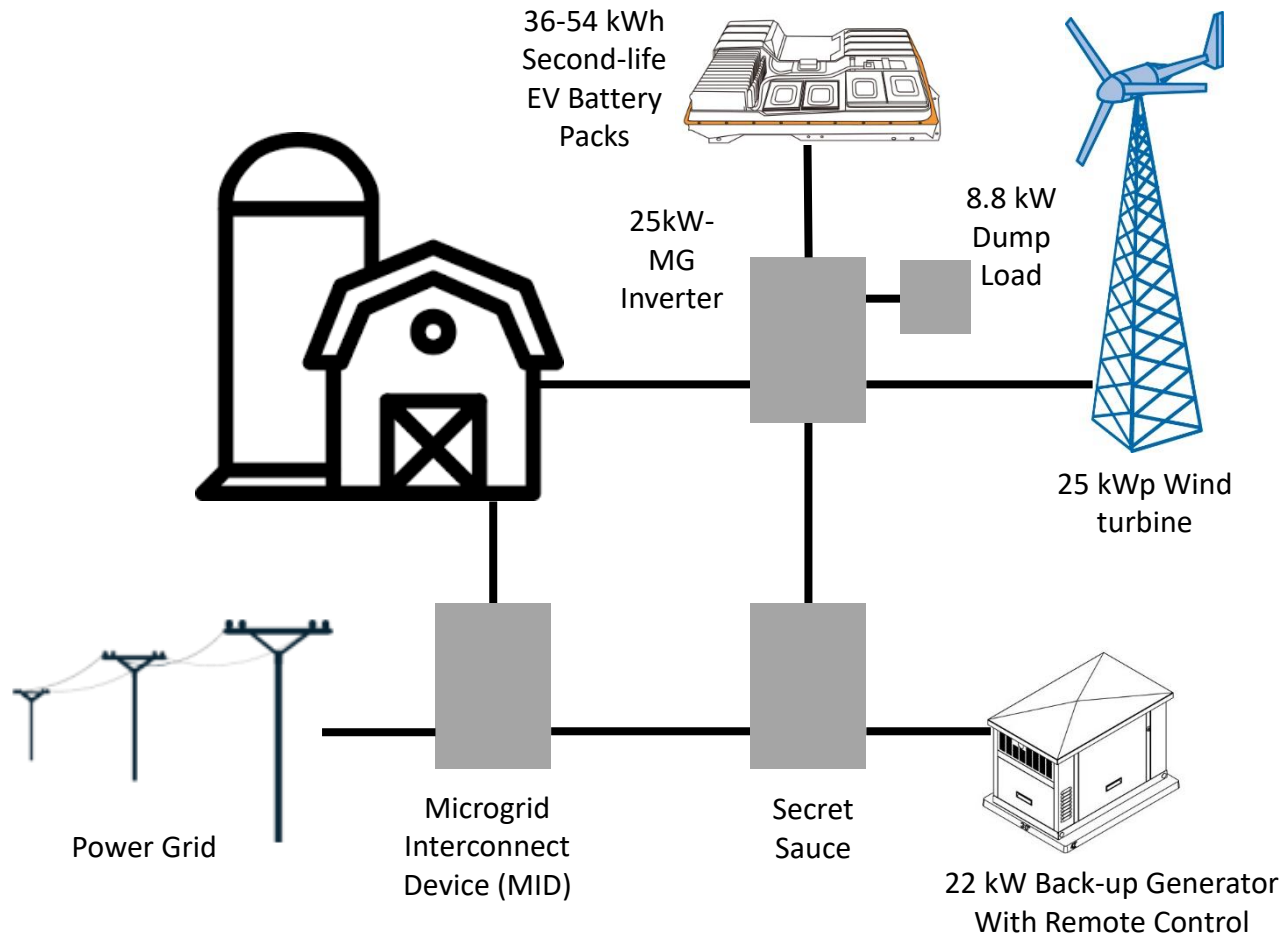 36-54 kWh
Second-life
EV Battery
Packs
8.8 kW
Dump
Load
25kW-
MG
Inverter
25 kWp Wind
turbine
Power Grid
Microgrid
Interconnect
Device (MID)
Secret
Sauce
22 kW Back-up Generator
With Remote Control